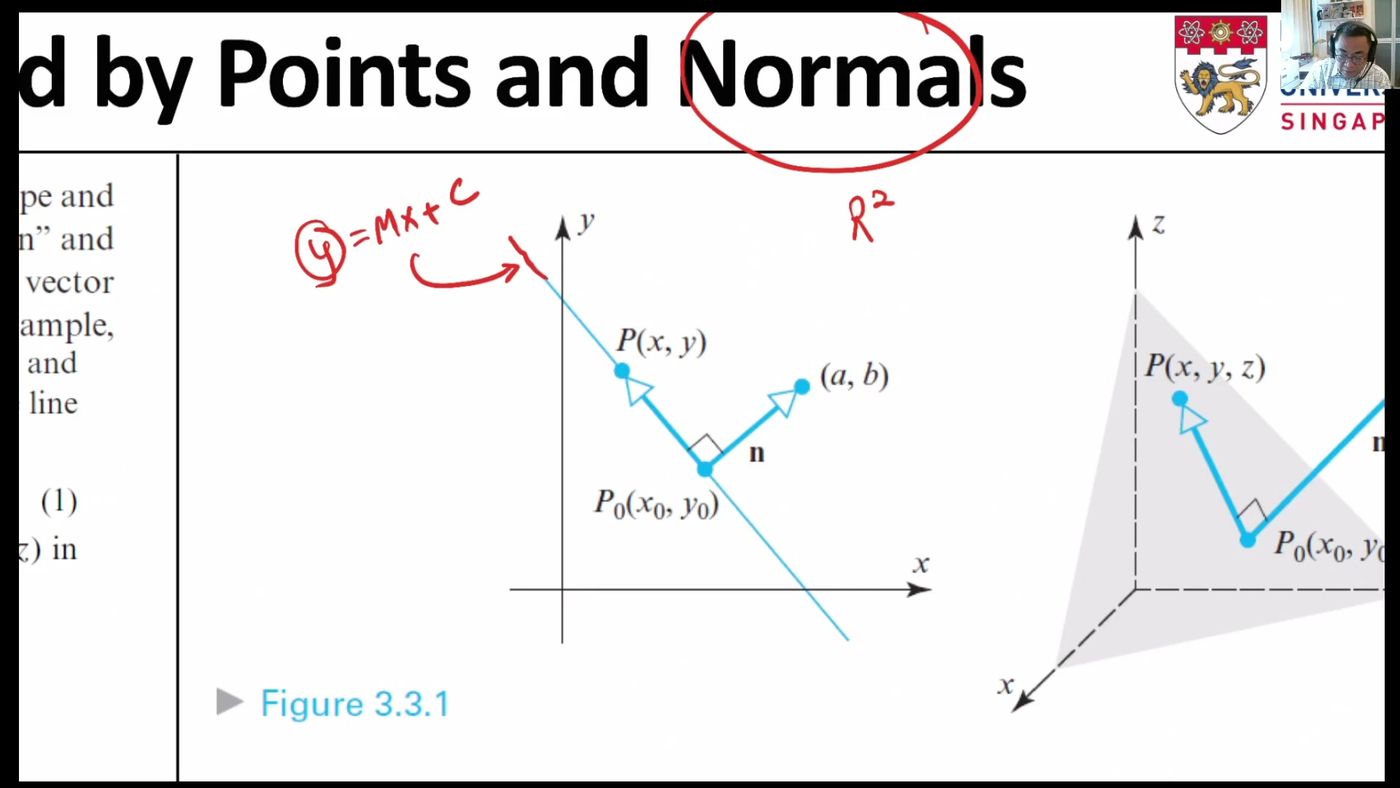 d by Points and Normals
SINGAP
pe and
n” and
vector
ample,
and
line
(1)
z) in
y = Mx + C
R²
y
P(x, y)
(a, b)
n
P₀(x₀, y₀)
x
Figure 3.3.1
z
P(x, y, z)
n
P₀(x₀, y₀
x